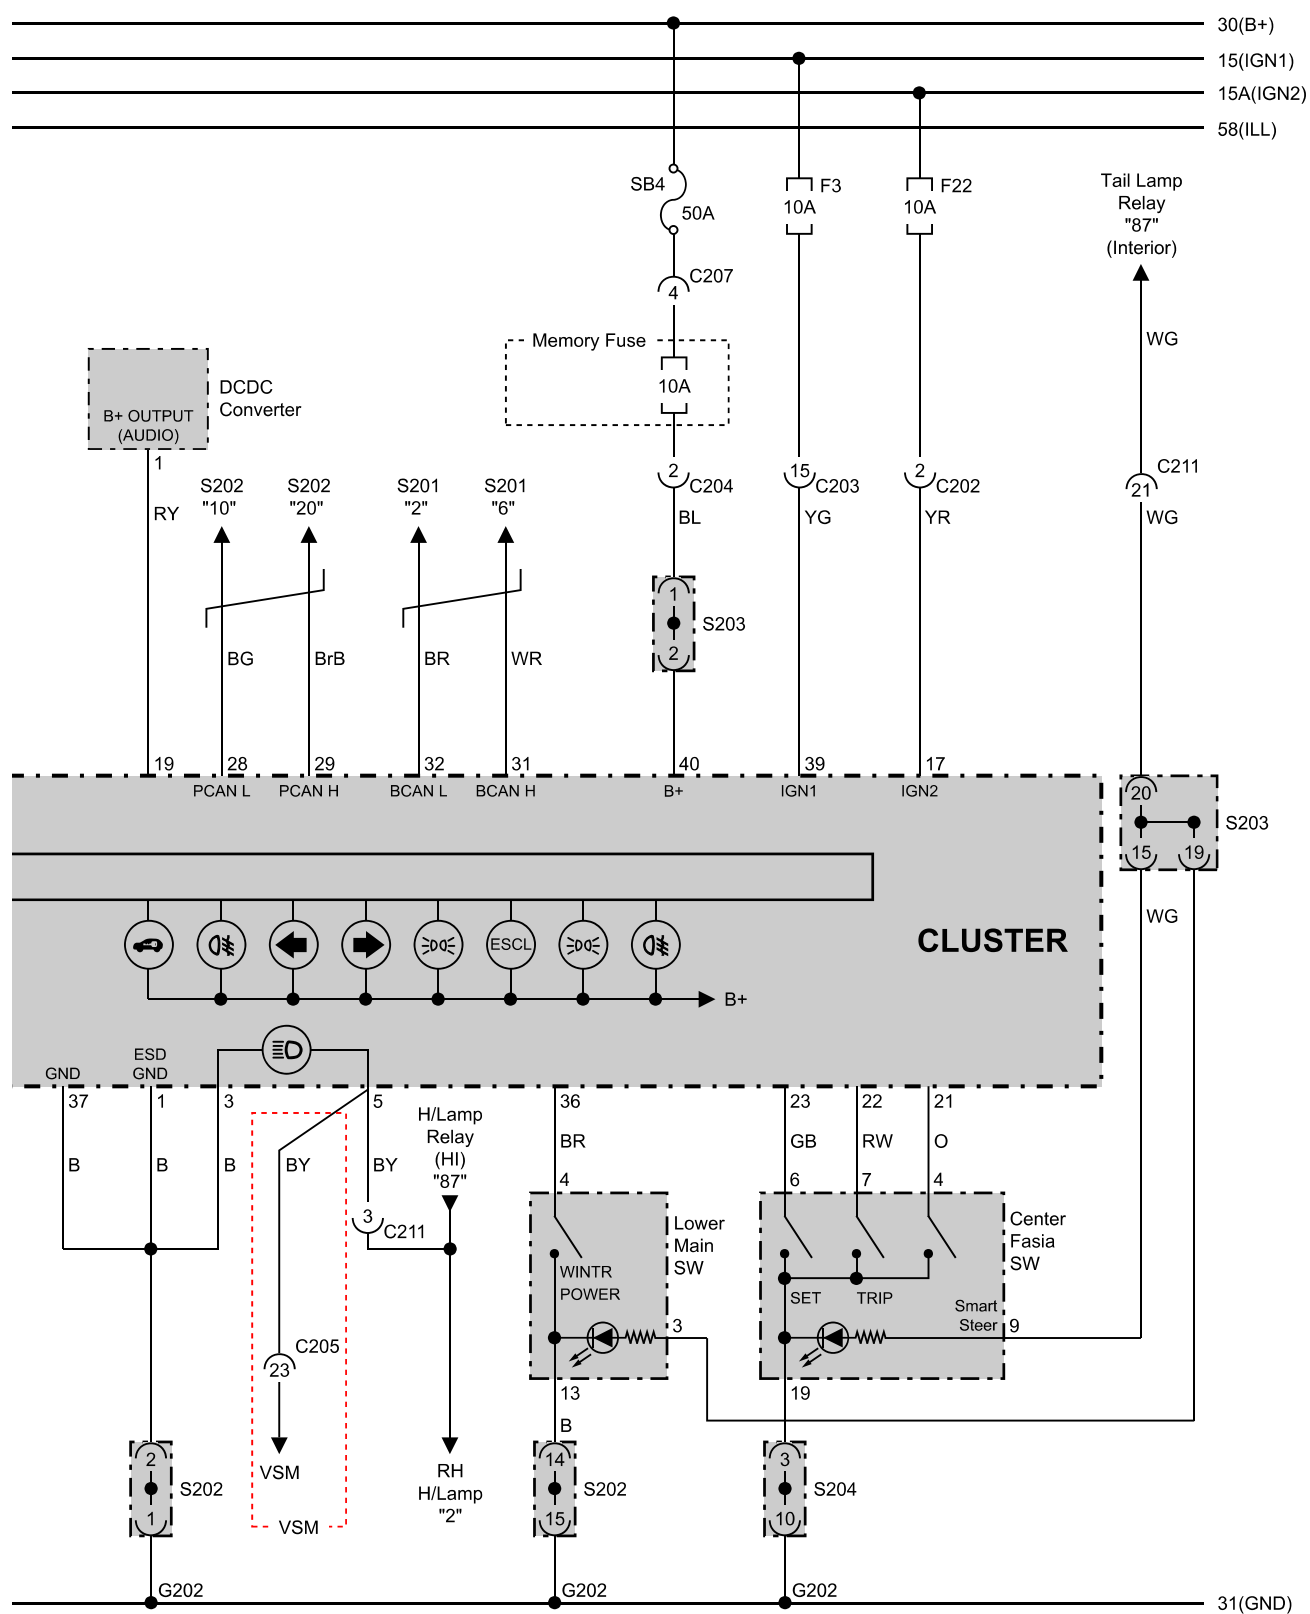 30(B+)
15(IGN1)
15A(IGN2)
58(ILL)
SB4
50A
F3
10A
F22
10A
Tail Lamp
Relay
"87"
(Interior)
C207
4
WG
Memory Fuse
10A
DCDC
Converter
B+ OUTPUT
(AUDIO)
1
RY
S202
"10"
S202
"20"
S201
"2"
S201
"6"
2
C204
BL
15
C203
YG
2
C202
YR
C211
21
WG
1
2
S203
BG
BrB
BR
WR
19
28
29
32
31
40
39
17
PCAN L
PCAN H
BCAN L
BCAN H
B+
IGN1
IGN2
20
15
19
S203
WG
ESCL
CLUSTER
B+
GND
ESD
GND
37
1
3
5
36
23
22
21
B
B
B
BY
BY
H/Lamp
Relay
(HI)
"87"
BR
GB
RW
O
3
C211
4
6
7
4
Lower
Main
SW
WINTR
POWER
3
Center
Fasia
SW
SET
TRIP
Smart
Steer
9
C205
23
13
19
B
VSM
VSM
RH
H/Lamp
"2"
2
1
S202
14
15
S202
3
10
S204
G202
G202
G202
31(GND)